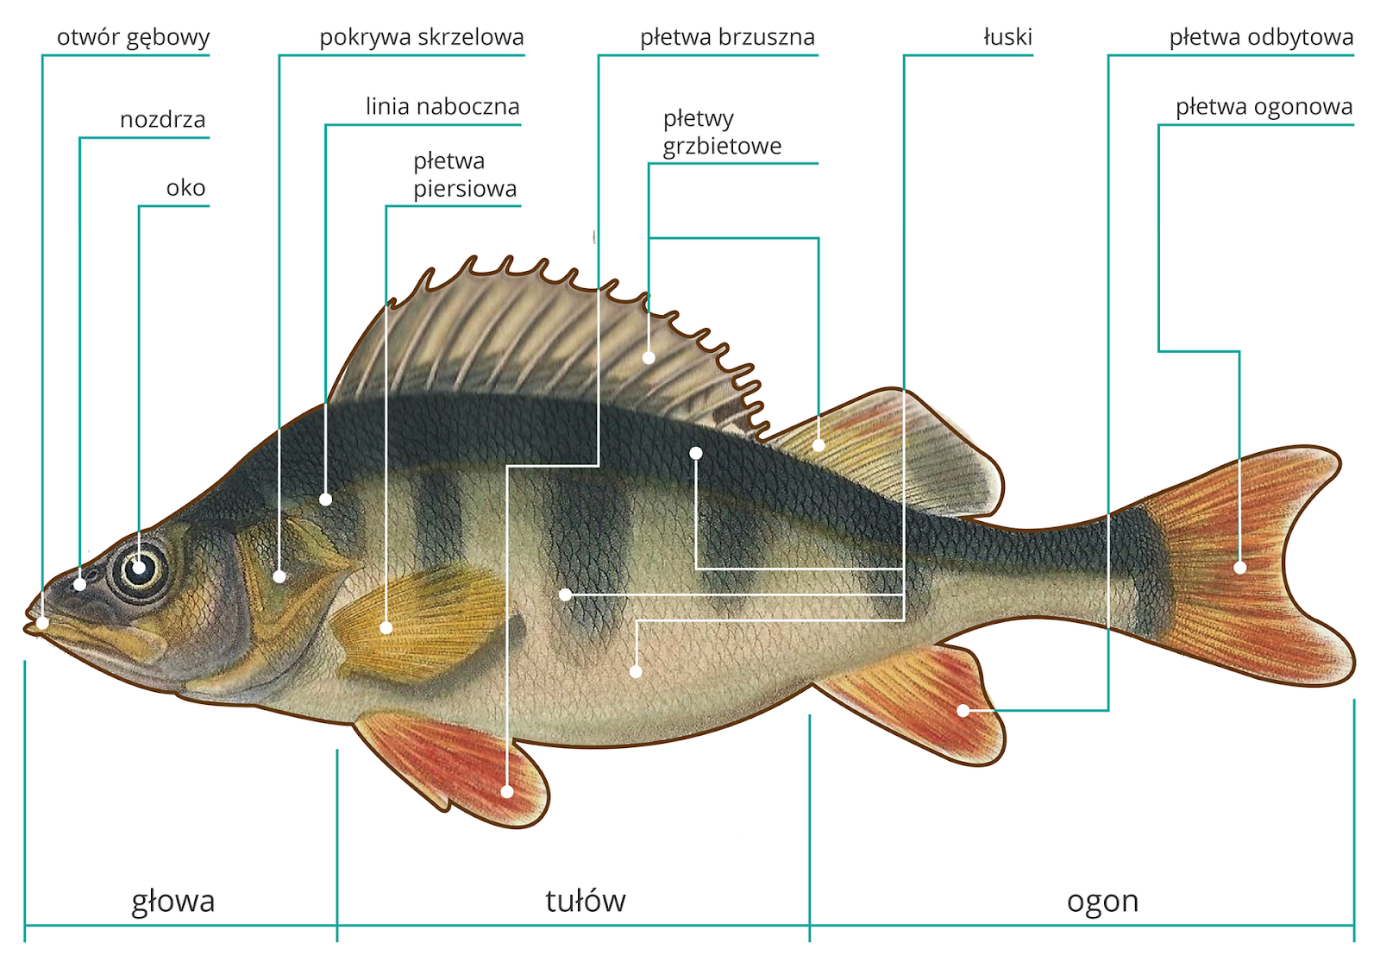 otwór gębowy
pokrywa skrzelowa
płetwa brzuszna
łuski
płetwa odbytowa
nozdrza
linia naboczna
płetwy
grzbietowe
płetwa ogonowa
oko
płetwa
piersiowa
głowa
tułów
ogon